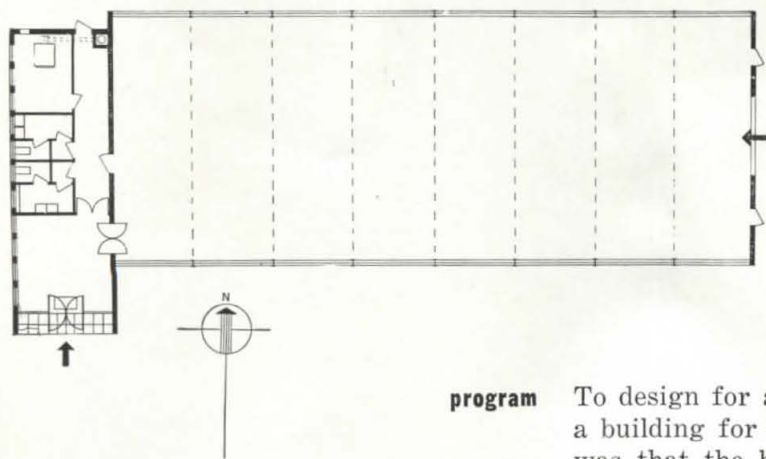 N
program To design for a
a building for
was that the b